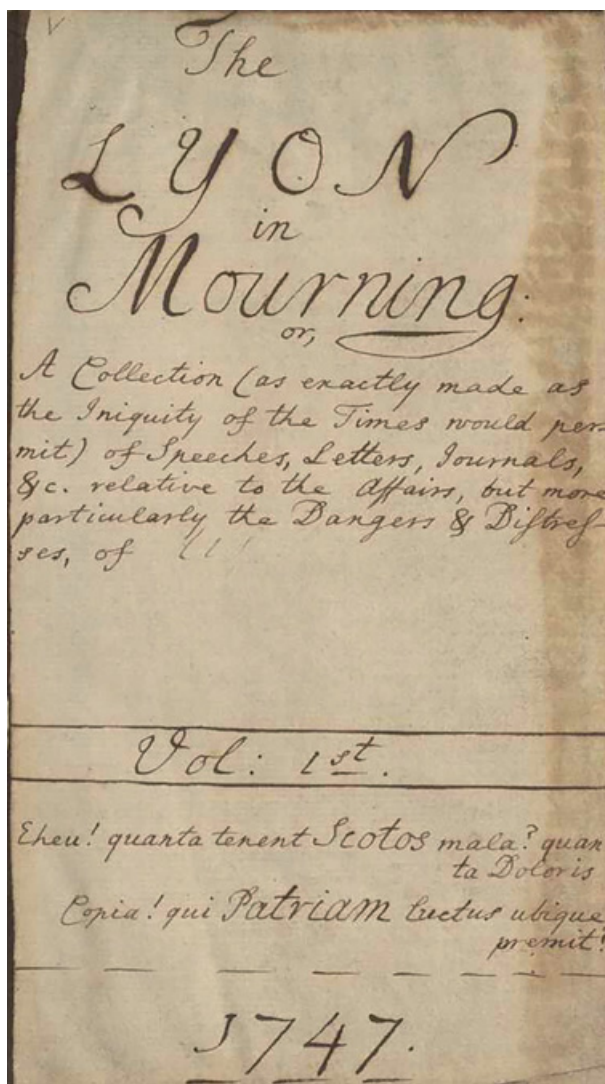 The
LYON
in
Mourning:
or,
A Collection (as exactly made as
the Iniquity of the Times would per
mit) of Speeches, Letters, Journals,
&c. relative to the Affairs, but more
particularly the Dangers & Diſtreſ-
ses, of
Vol: 1st.
Eheu! quanta tenent Scotos mala? quan
ta Doloris
Copia! qui Patriam luctus ubique
premit!
1747.